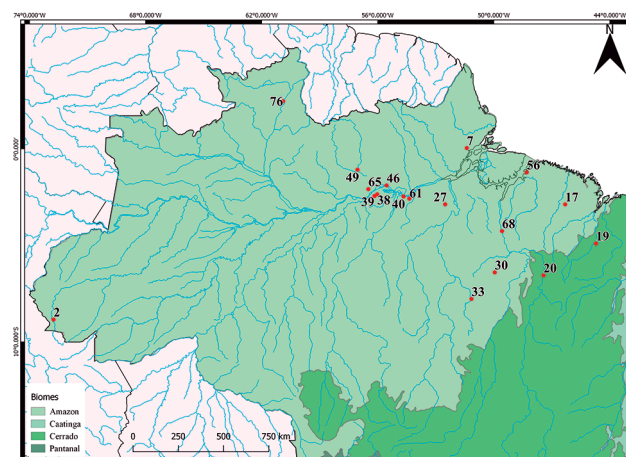 74°0.000'W 68°0.000'W 62°0.000'W 56°0.000'W 50°0.000'W 44°0.000'W
N
76
7
0°0.000'
49
65 46
56
39 38 40 61
27
17
68
19
30
20
33
2
10°0.000'S
Biomes
Amazon
Caatinga
Cerrado
Pantanal
0 250 500 750 km